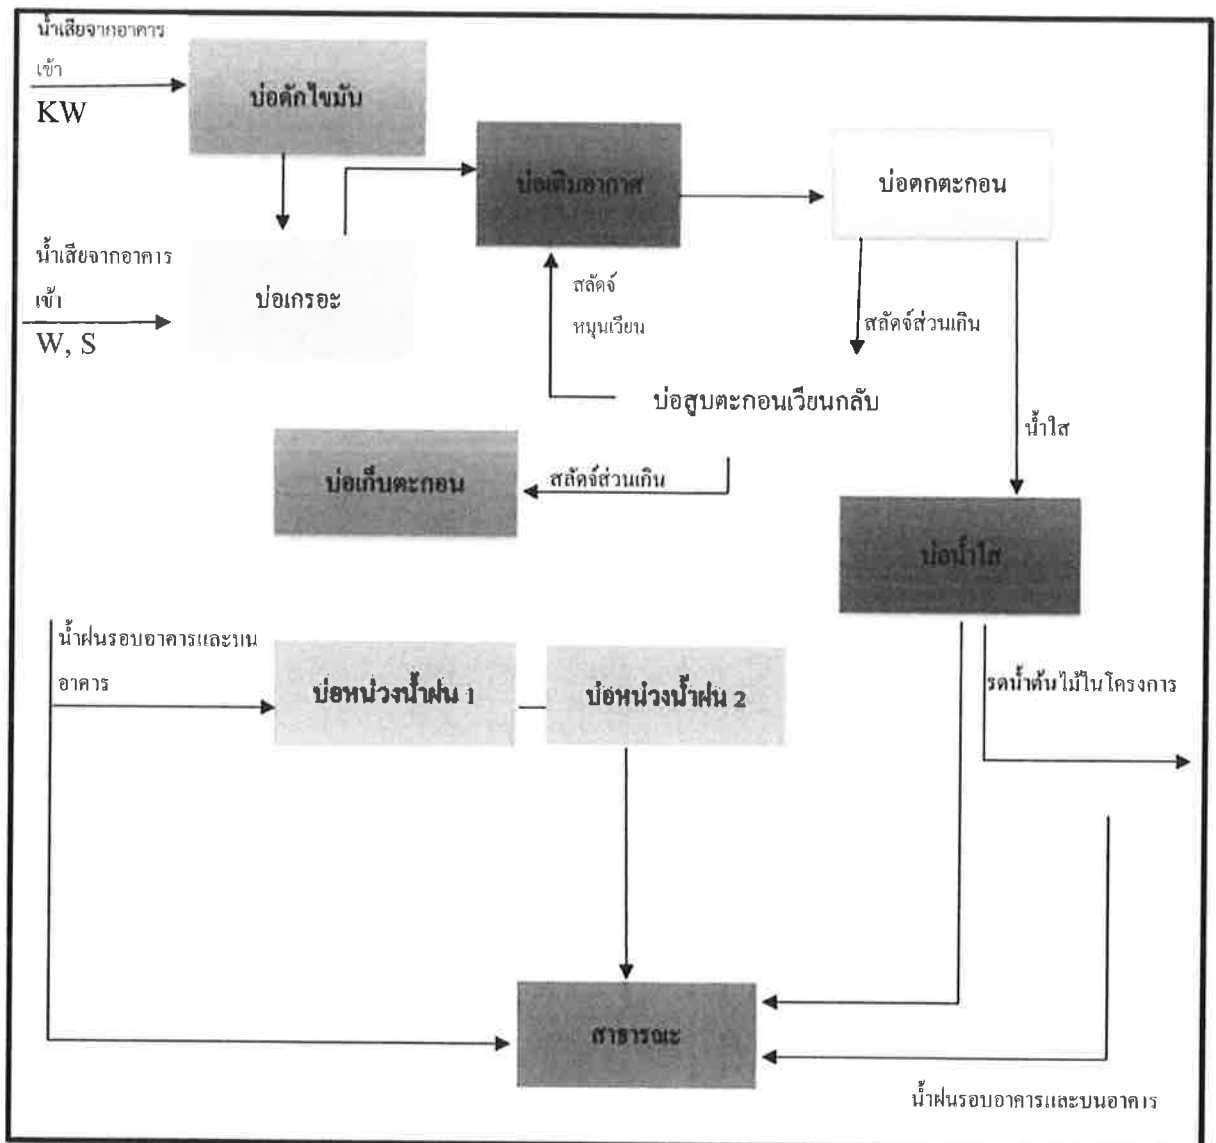 น้ำเสียจากอาคาร
เข้า
KW
บ่อดักไขมัน
บ่อเติมอากาศ
บ่อตกตะกอน
น้ำเสียจากอาคาร
เข้า
W, S
บ่อเกรอะ
สลัดจ์
หมุนเวียน
สลัดจ์ส่วนเกิน
บ่อสูบตะกอนเวียนกลับ
น้ำใส
บ่อเก็บตะกอน
สลัดจ์ส่วนเกิน
บ่อน้ำใส
น้ำฝนรอบอาคารและบน
อาคาร
บ่อหน่วงน้ำฝน 1
บ่อหน่วงน้ำฝน 2
รดน้ำต้นไม้ในโครงการ
สาธารณะ
น้ำฝนรอบอาคารและบนอาคาร